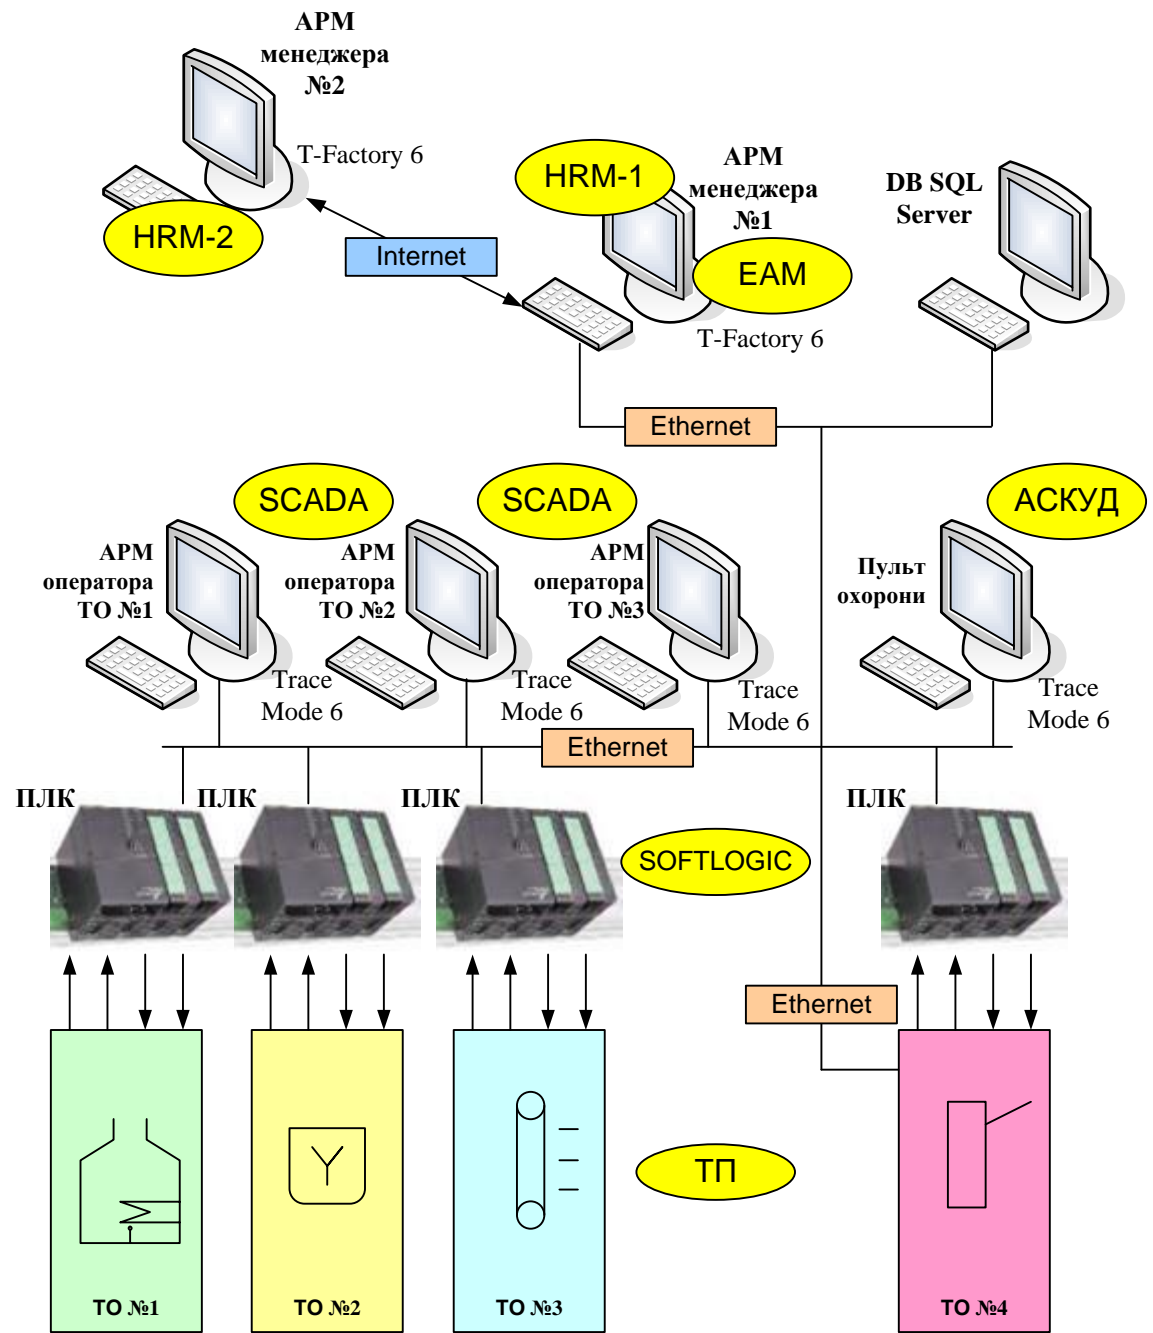 АРМ
менеджера
№2
T-Factory 6
HRM-2
Internet
HRM-1
АРМ
менеджера
№1
EAM
T-Factory 6
DB SQL
Server
Ethernet
SCADA
SCADA
АСКУД
АРМ
оператора
ТО №1
АРМ
оператора
ТО №2
АРМ
оператора
ТО №3
Пульт
охорони
Trace
Mode 6
Trace
Mode 6
Trace
Mode 6
Trace
Mode 6
Ethernet
ПЛК
ПЛК
ПЛК
ПЛК
SOFTLOGIC
Ethernet
ТП
ТО №1
ТО №2
ТО №3
ТО №4